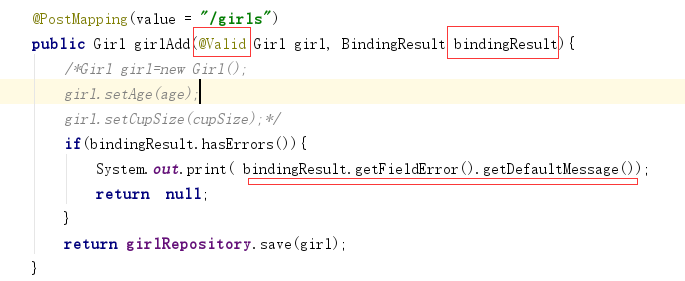 @PostMapping(value = "/girls")
public Girl girlAdd(@Valid Girl girl, BindingResult bindingResult){
/*Girl girl=new Girl();
girl.setAge(age);
girl.setCupSize(cupSize);*/
if(bindingResult.hasErrors()){
System.out.print( bindingResult.getFieldError().getDefaultMessage());
return null;
}
return girlRepository.save(girl);
}